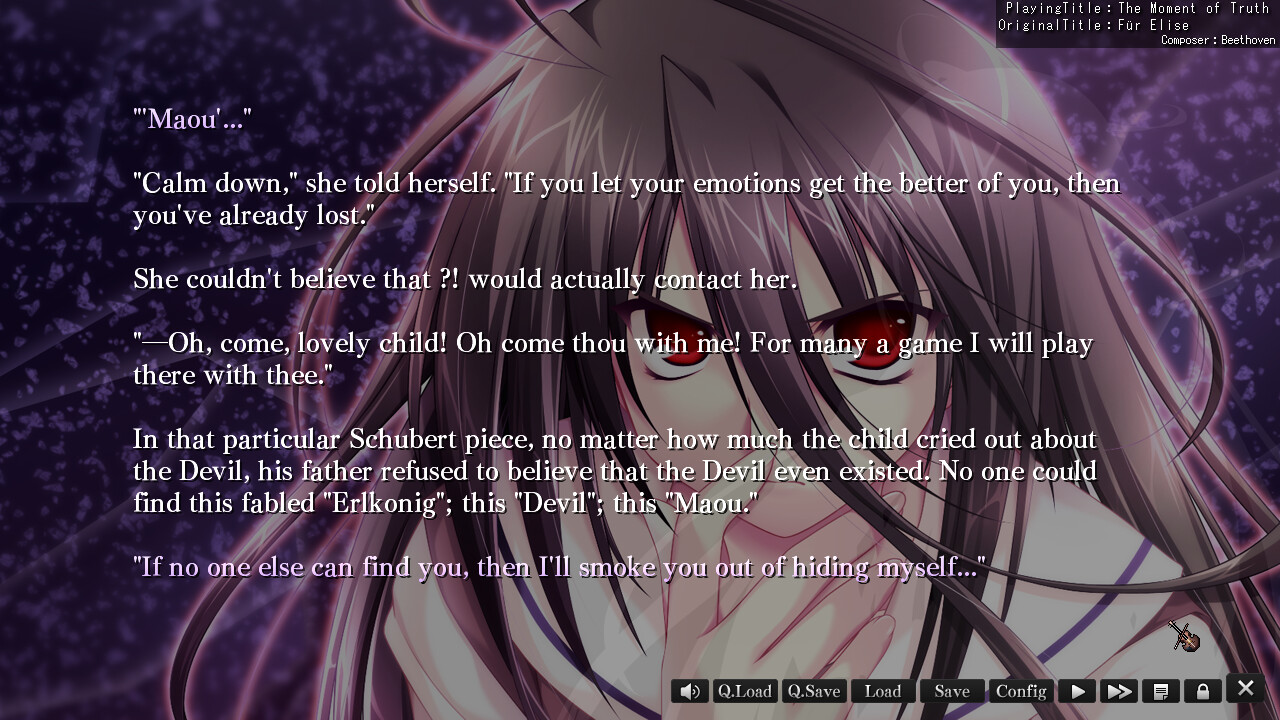 PlayingTitle：The Moment of Truth
OriginalTitle：Für Elise
Composer：Beethoven
"'Maou'..."
"Calm down," she told herself. "If you let your emotions get the better of you, then
you've already lost."
She couldn't believe that ?! would actually contact her.
"—Oh, come, lovely child! Oh come thou with me! For many a game I will play
there with thee."
In that particular Schubert piece, no matter how much the child cried out about
the Devil, his father refused to believe that the Devil even existed. No one could
find this fabled "Erlkonig"; this "Devil"; this "Maou."
"If no one else can find you, then I'll smoke you out of hiding myself..."
Q.Load Q.Save Load Save Config